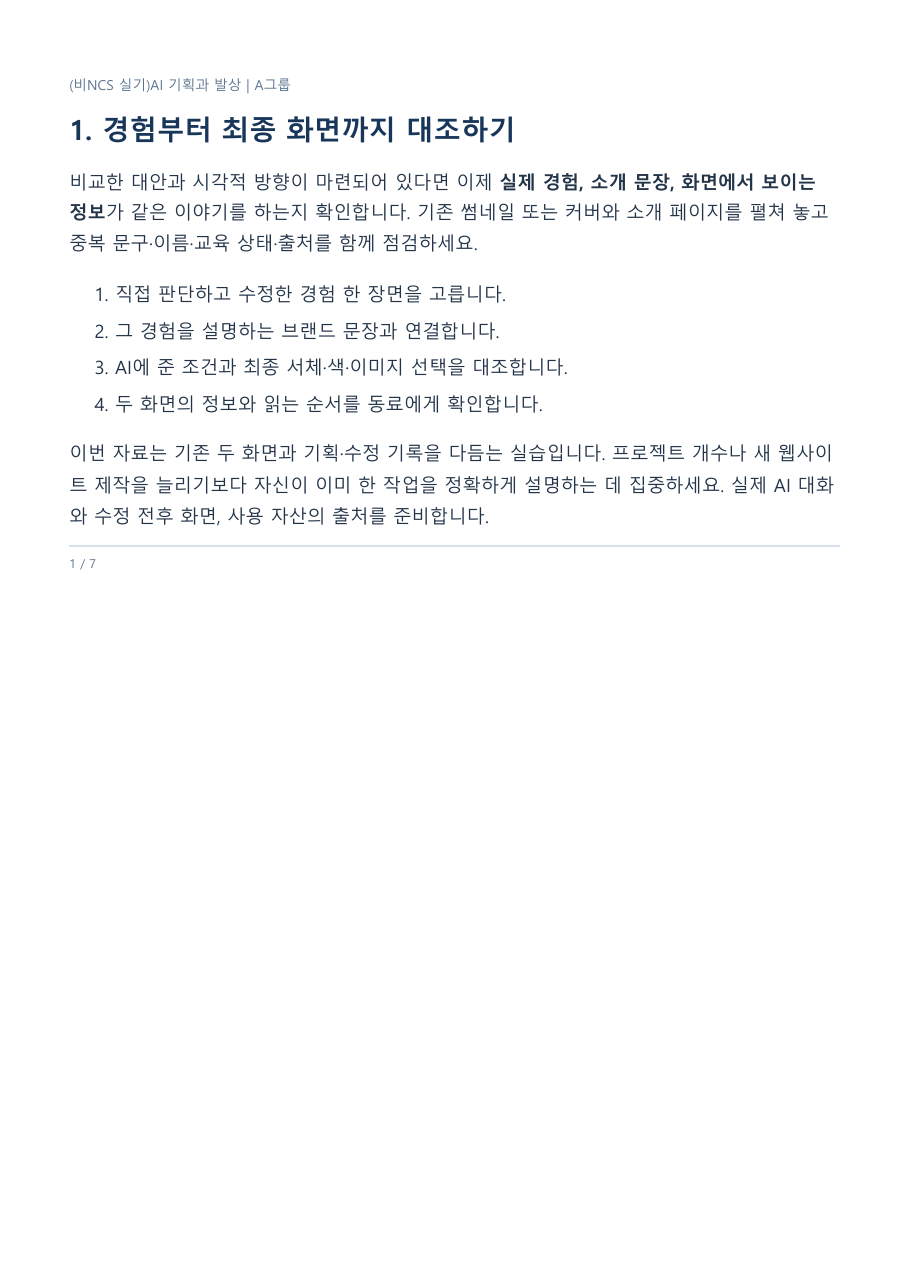 (비NCS 실기)AI 기획과 발상 | A그룹
1. 경험부터 최종 화면까지 대조하기
비교한 대안과 시각적 방향이 마련되어 있다면 이제 실제 경험, 소개 문장, 화면에서 보이는
정보가 같은 이야기를 하는지 확인합니다. 기존 썸네일 또는 커버와 소개 페이지를 펼쳐 놓고
중복 문구·이름·교육 상태·출처를 함께 점검하세요.
1. 직접 판단하고 수정한 경험 한 장면을 고릅니다.
2. 그 경험을 설명하는 브랜드 문장과 연결합니다.
3. AI에 준 조건과 최종 서체·색·이미지 선택을 대조합니다.
4. 두 화면의 정보와 읽는 순서를 동료에게 확인합니다.
이번 자료는 기존 두 화면과 기획·수정 기록을 다듬는 실습입니다. 프로젝트 개수나 새 웹사이
트 제작을 늘리기보다 자신이 이미 한 작업을 정확하게 설명하는 데 집중하세요. 실제 AI 대화
와 수정 전후 화면, 사용 자산의 출처를 준비합니다.
1 / 7